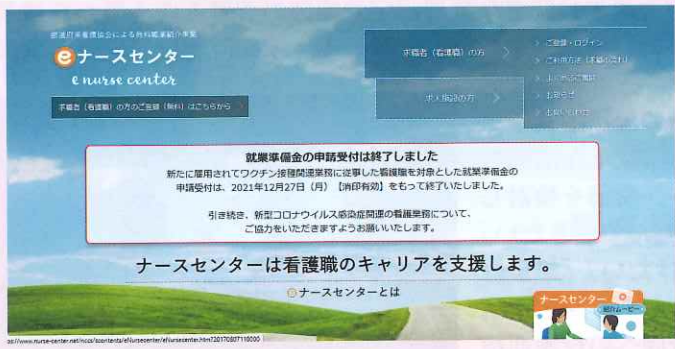 都道府県看護協会による無料職業紹介事業
eナースセンター
e nurse center
求職者（看護職）の方のご登録（無料）はこちらから
求職者（看護職）の方
求人施設の方
ご登録・ログイン
お知らせ
就業準備金の申請受付は終了しました
新たに雇用されてワクチン接種関連業務に従事した看護職を対象とした就業準備金の
申請受付は、2021年12月27日（月）【消印有効】をもって終了いたしました。
引き続き、新型コロナウイルス感染症関連の看護業務について、
ご協力をいただきますようお願いいたします。
ナースセンターは看護職のキャリアを支援します。
eナースセンターとは
ナースセンター
紹介ムービー